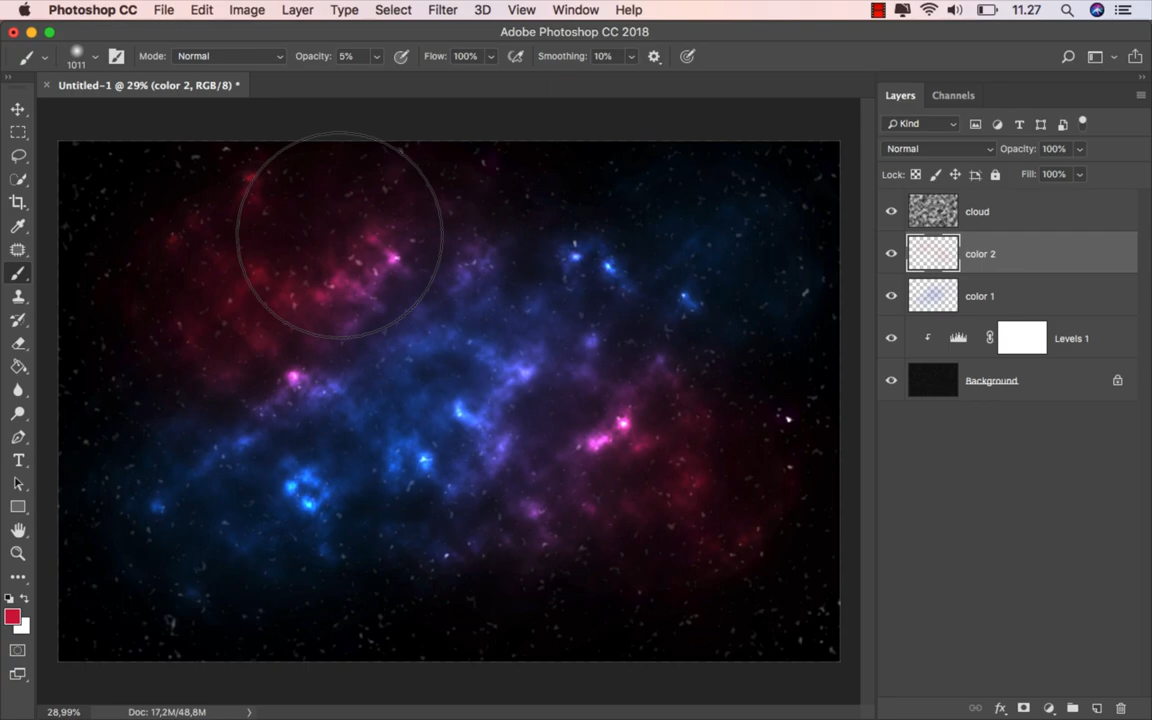 Photoshop CC File Edit Image Layer Type Select Filter 3D View Window Help 11.27
Adobe Photoshop CC 2018
1011 Mode: Normal Opacity: 5% Flow: 100% Smoothing: 10%
Untitled-1 @ 29% (color 2, RGB/8) *
Layers Channels
Kind
Normal Opacity: 100%
Lock: Fill: 100%
cloud
color 2
color 1
Levels 1
Background
28,99% Doc: 17,2M/48,8M